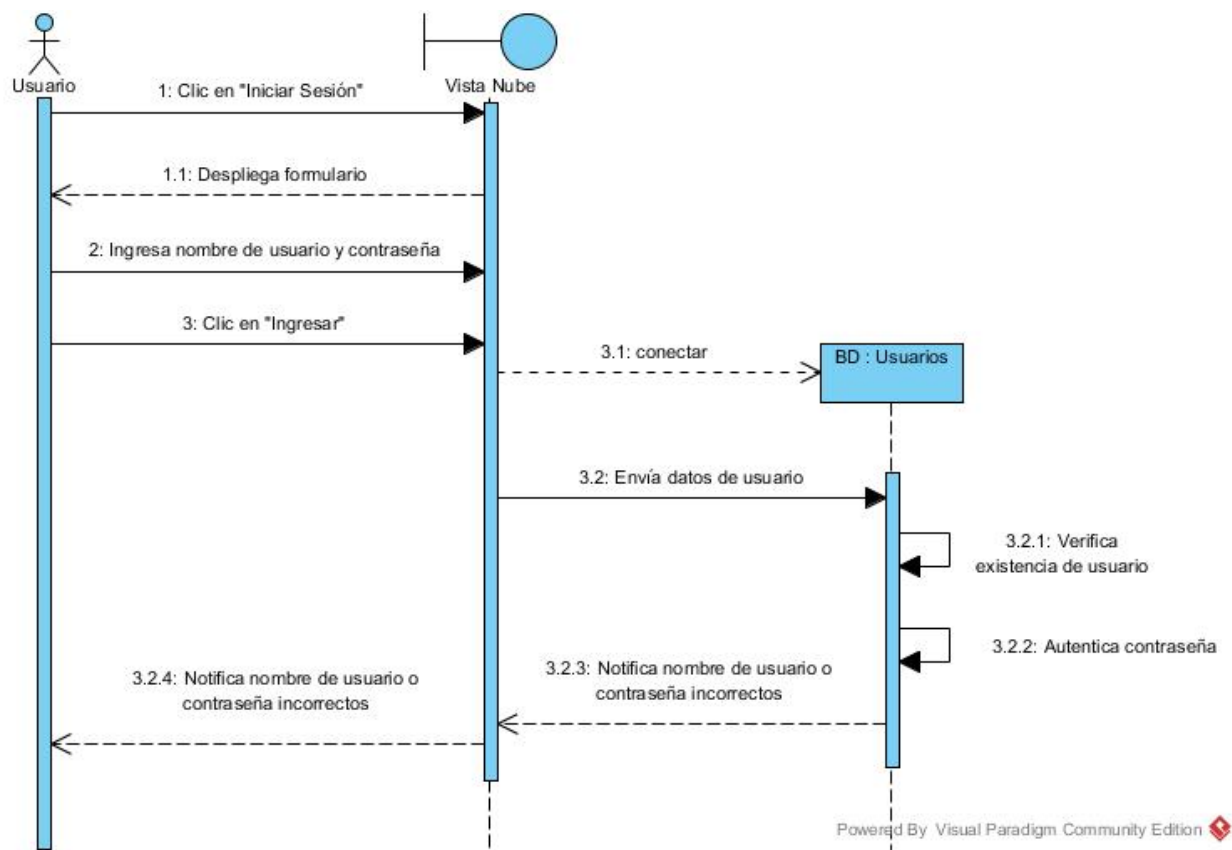 Usuario
Vista Nube
1: Clic en "Iniciar Sesión"
1.1: Despliega formulario
2: Ingresa nombre de usuario y contraseña
3: Clic en "Ingresar"
3.1: conectar
BD : Usuarios
3.2: Envía datos de usuario
3.2.1: Verifica
existencia de usuario
3.2.2: Autentica contraseña
3.2.3: Notifica nombre de usuario o
contraseña incorrectos
3.2.4: Notifica nombre de usuario o
contraseña incorrectos
Powered By Visual Paradigm Community Edition